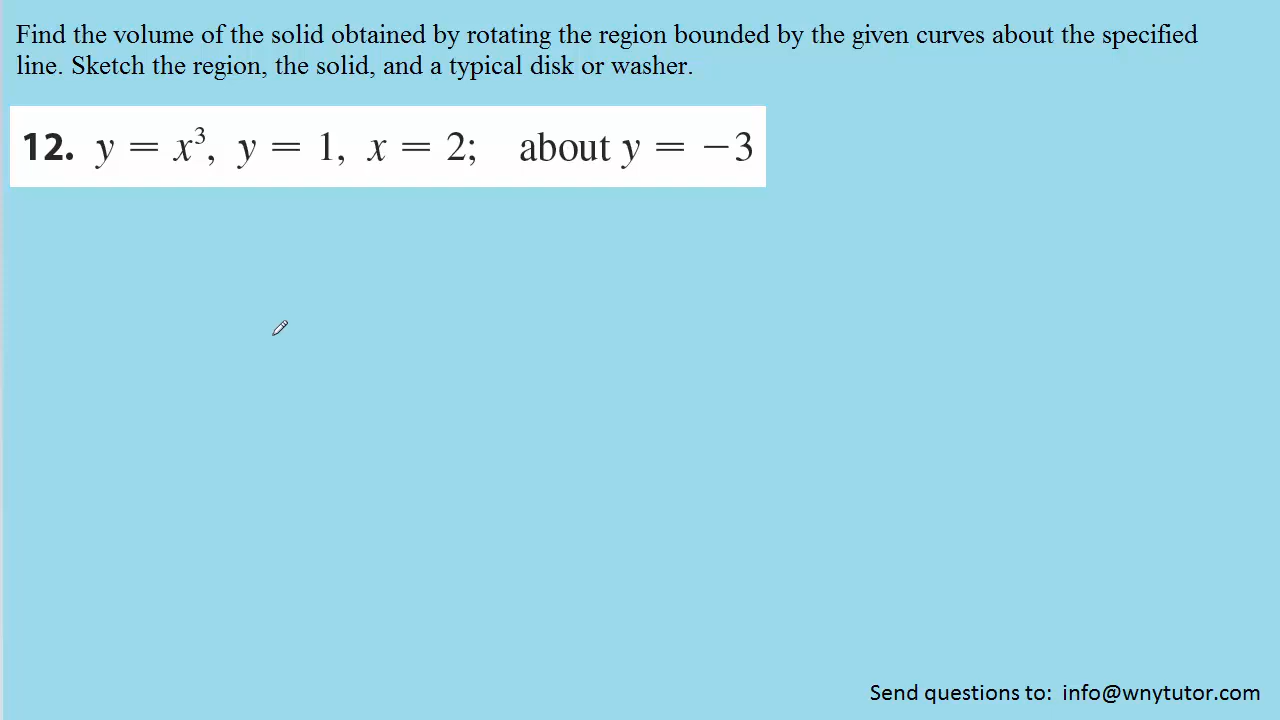 Find the volume of the solid obtained by rotating the region bounded by the given curves about the specified
line. Sketch the region, the solid, and a typical disk or washer.
12. y = x³, y = 1, x = 2; about y = −3
Send questions to: info@wnytutor.com